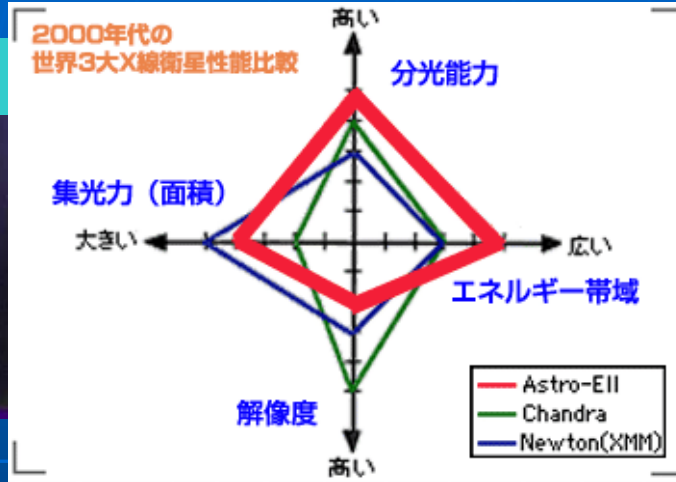 2000年代の
世界3大X線衛星性能比較
高い
分光能力
集光力（面積）
大きい
広い
エネルギー帯域
解像度
高い
Astro-EII
Chandra
Newton(XMM)